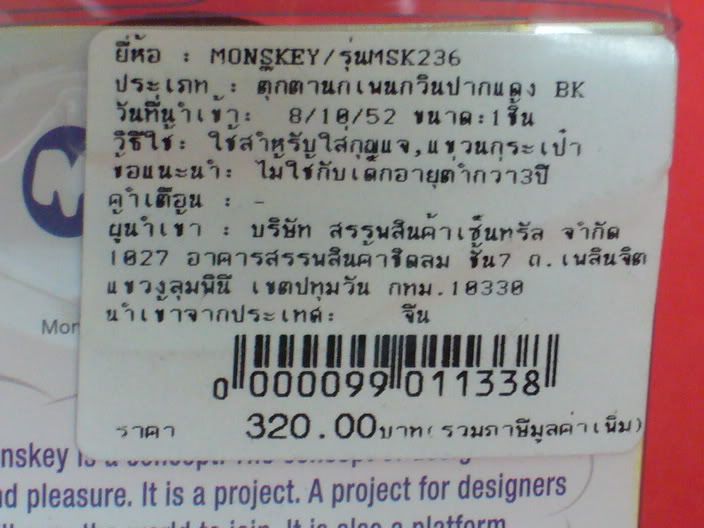 ยี่ห้อ : MONSKEY/รุ่นMSK236
ประเภท : ตุ๊กตานกเพนกวินปากแดง BK
วันที่นำเข้า: 8/10/52 ขนาด:1ชิ้น
วิธีใช้: ใช้สำหรับใส่กุญแจ,แขวนกระเป๋า
ข้อแนะนำ: ไม่ใช้กับเด็กอายุต่ำกว่า3ปี
คำเตือน : -
ผู้นำเข้า : บริษัท สรรพสินค้าเซ็นทรัล จำกัด
1027 อาคารสรรพสินค้าชิดลม ชั้น7 ถ.เพลินจิต
แขวงลุมพินี เขตปทุมวัน กทม.10330
นำเข้าจากประเทศ: จีน
Mon
0 000099 011338
ราคา 320.00บาท(รวมภาษีมูลค่าเพิ่ม)
nskey is a concept. The concept of
nd pleasure. It is a project. A project for designers
the world to join. It is also a platform